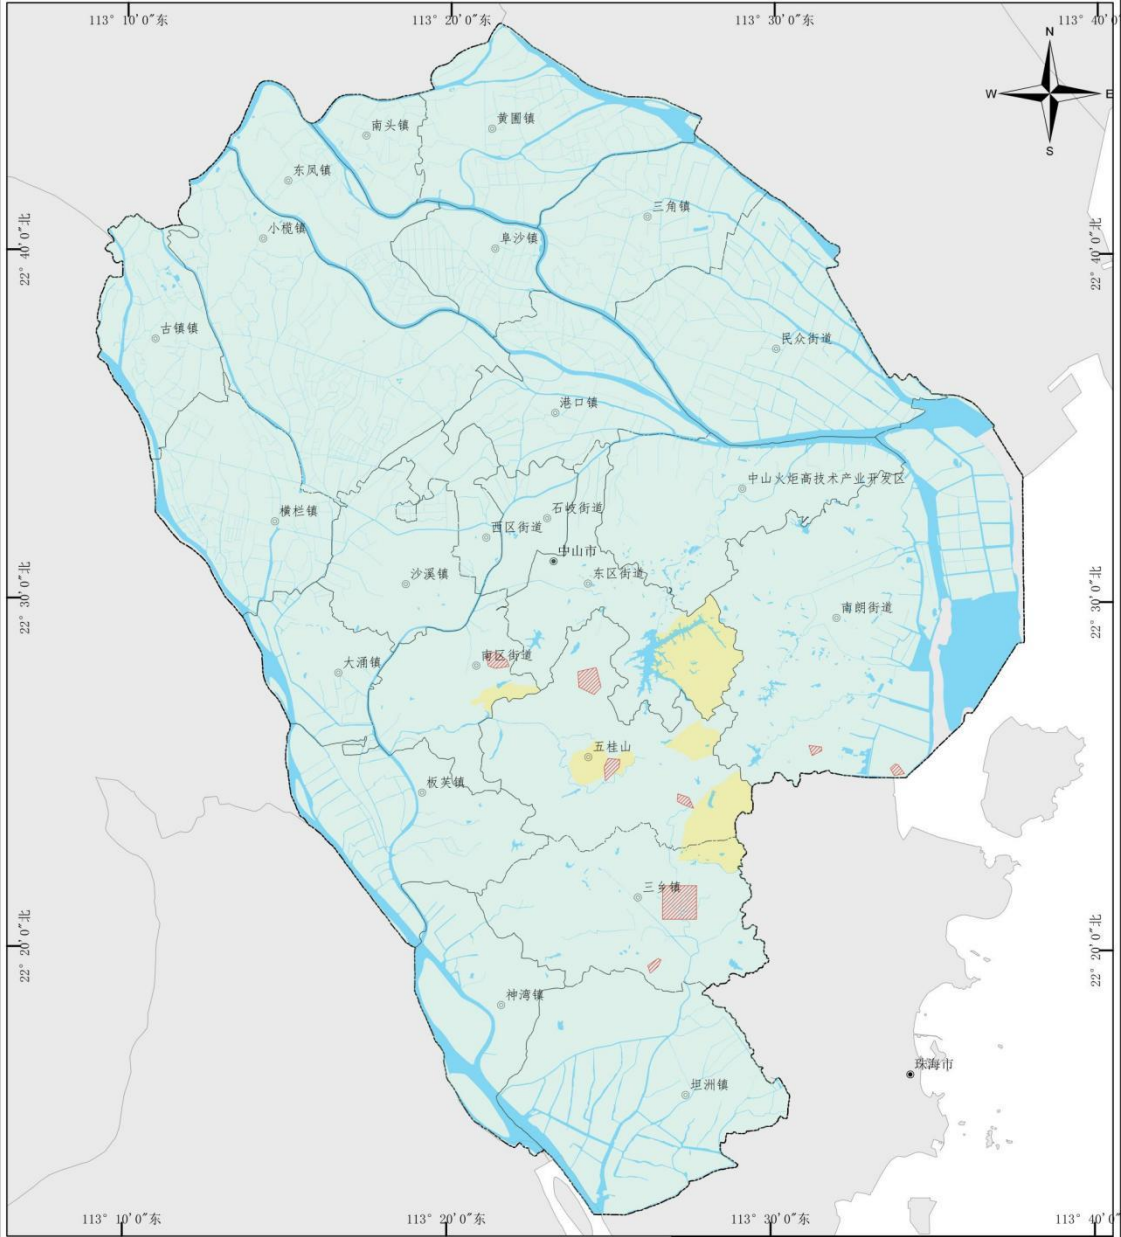 113° 10′ 0″东
113° 20′ 0″东
113° 30′ 0″东
113° 40′ 0″
N
W
E
S
黄圃镇
南头镇
东凤镇
三角镇
小榄镇
阜沙镇
22° 40′ 0″北
22° 40′ 0″北
古镇镇
民众街道
港口镇
中山火炬高技术产业开发区
石岐街道
横栏镇
西区街道
中山市
沙溪镇
东区街道
22° 30′ 0″北
22° 30′ 0″北
南朗街道
南区街道
大涌镇
五桂山
板芙镇
三乡镇
22° 20′ 0″北
22° 20′ 0″北
神湾镇
珠海市
坦洲镇
113° 10′ 0″东
113° 20′ 0″东
113° 30′ 0″东
113° 40′ 0″